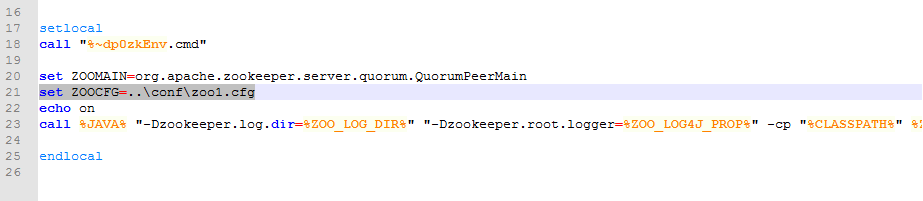 16
17 setlocal
18 call "%~dp0zkEnv.cmd"
19
20 set ZOOMAIN=org.apache.zookeeper.server.quorum.QuorumPeerMain
21 set ZOOCFG=..\conf\zoo1.cfg
22 echo on
23 call %JAVA% "-Dzookeeper.log.dir=%ZOO_LOG_DIR%" "-Dzookeeper.root.logger=%ZOO_LOG4J_PROP%" -cp "%CLASSPATH%" %
24
25 endlocal
26